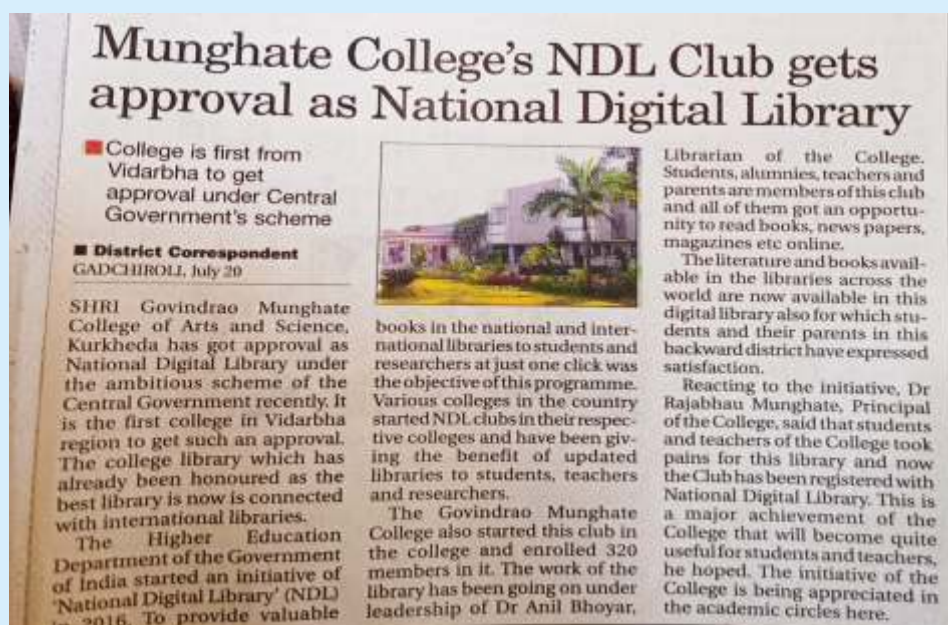 Munghate College's NDL Club gets
approval as National Digital Library
College is first from
Vidarbha to get
approval under Central
Government's scheme
District Correspondent
GADCHIROLI, July 20
SHRI Govindrao Munghate
College of Arts and Science,
Kurkheda has got approval as
National Digital Library under
the ambitious scheme of the
Central Government recently. It
is the first college in Vidarbha
region to get such an approval.
The college library which has
already been honoured as the
best library is now is connected
with international libraries.
The Higher Education
Department of the Government
of India started an initiative of
'National Digital Library' (NDL)
in 2016. To provide valuable
books in the national and inter-
national libraries to students and
researchers at just one click was
the objective of this programme.
Various colleges in the country
started NDL clubs in their respec-
tive colleges and have been giv-
ing the benefit of updated
libraries to students, teachers
and researchers.
The Govindrao Munghate
College also started this club in
the college and enrolled 320
members in it. The work of the
library has been going on under
leadership of Dr Anil Bhoyar,
Librarian of the College.
Students, alumnies, teachers and
parents are members of this club
and all of them got an opportu-
nity to read books, news papers,
magazines etc online.
The literature and books avail-
able in the libraries across the
world are now available in this
digital library also for which stu-
dents and their parents in this
backward district have expressed
satisfaction.
Reacting to the initiative, Dr
Rajabhau Munghate, Principal
of the College, said that students
and teachers of the College took
pains for this library and now
the Club has been registered with
National Digital Library. This is
a major achievement of the
College that will become quite
useful for students and teachers,
he hoped. The initiative of the
College is being appreciated in
the academic circles here.